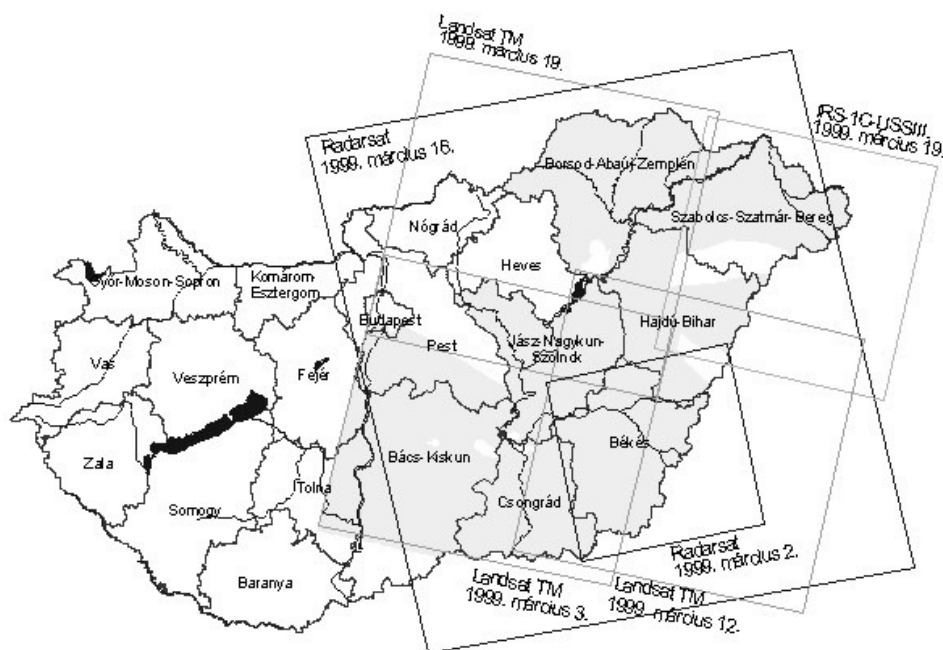 Landsat TM
1999. március 19.
IRS-1C-LISSIII
1999. március 19.
Radarsat
1999. március 16.
Borsod-Abaúj-Zemplén
Szabolcs-Szatmár-Bereg
Nógrád
Heves
Győr-Moson-Sopron
Komárom-
Esztergom
Budapest
Hajdú-Bihar
Jász-Nagykun-
Szolnok
Pest
Vas
Veszprém
Fejér
Békés
Bács-Kiskun
Zala
Tolna
Csongrád
Somogy
Baranya
Radarsat
1999. március 2.
Landsat TM
1999. március 3.
Landsat TM
1999. március 12.